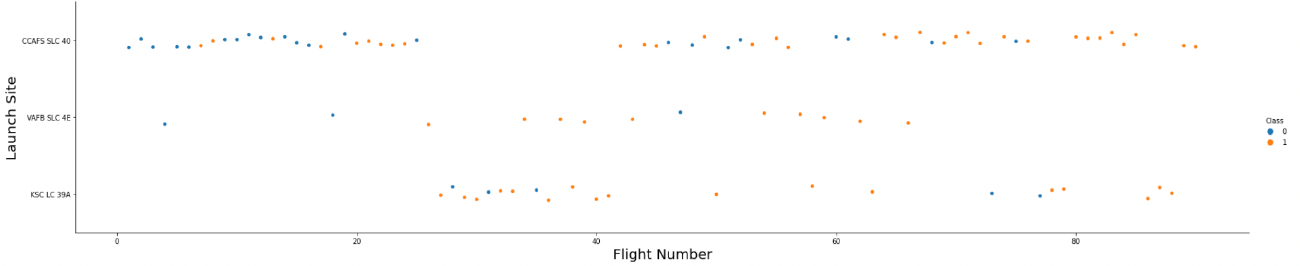 CCAFS SLC 40
VAFB SLC 4E
KSC LC 39A
Launch Site
0
20
40
60
80
Flight Number
Class
0
1